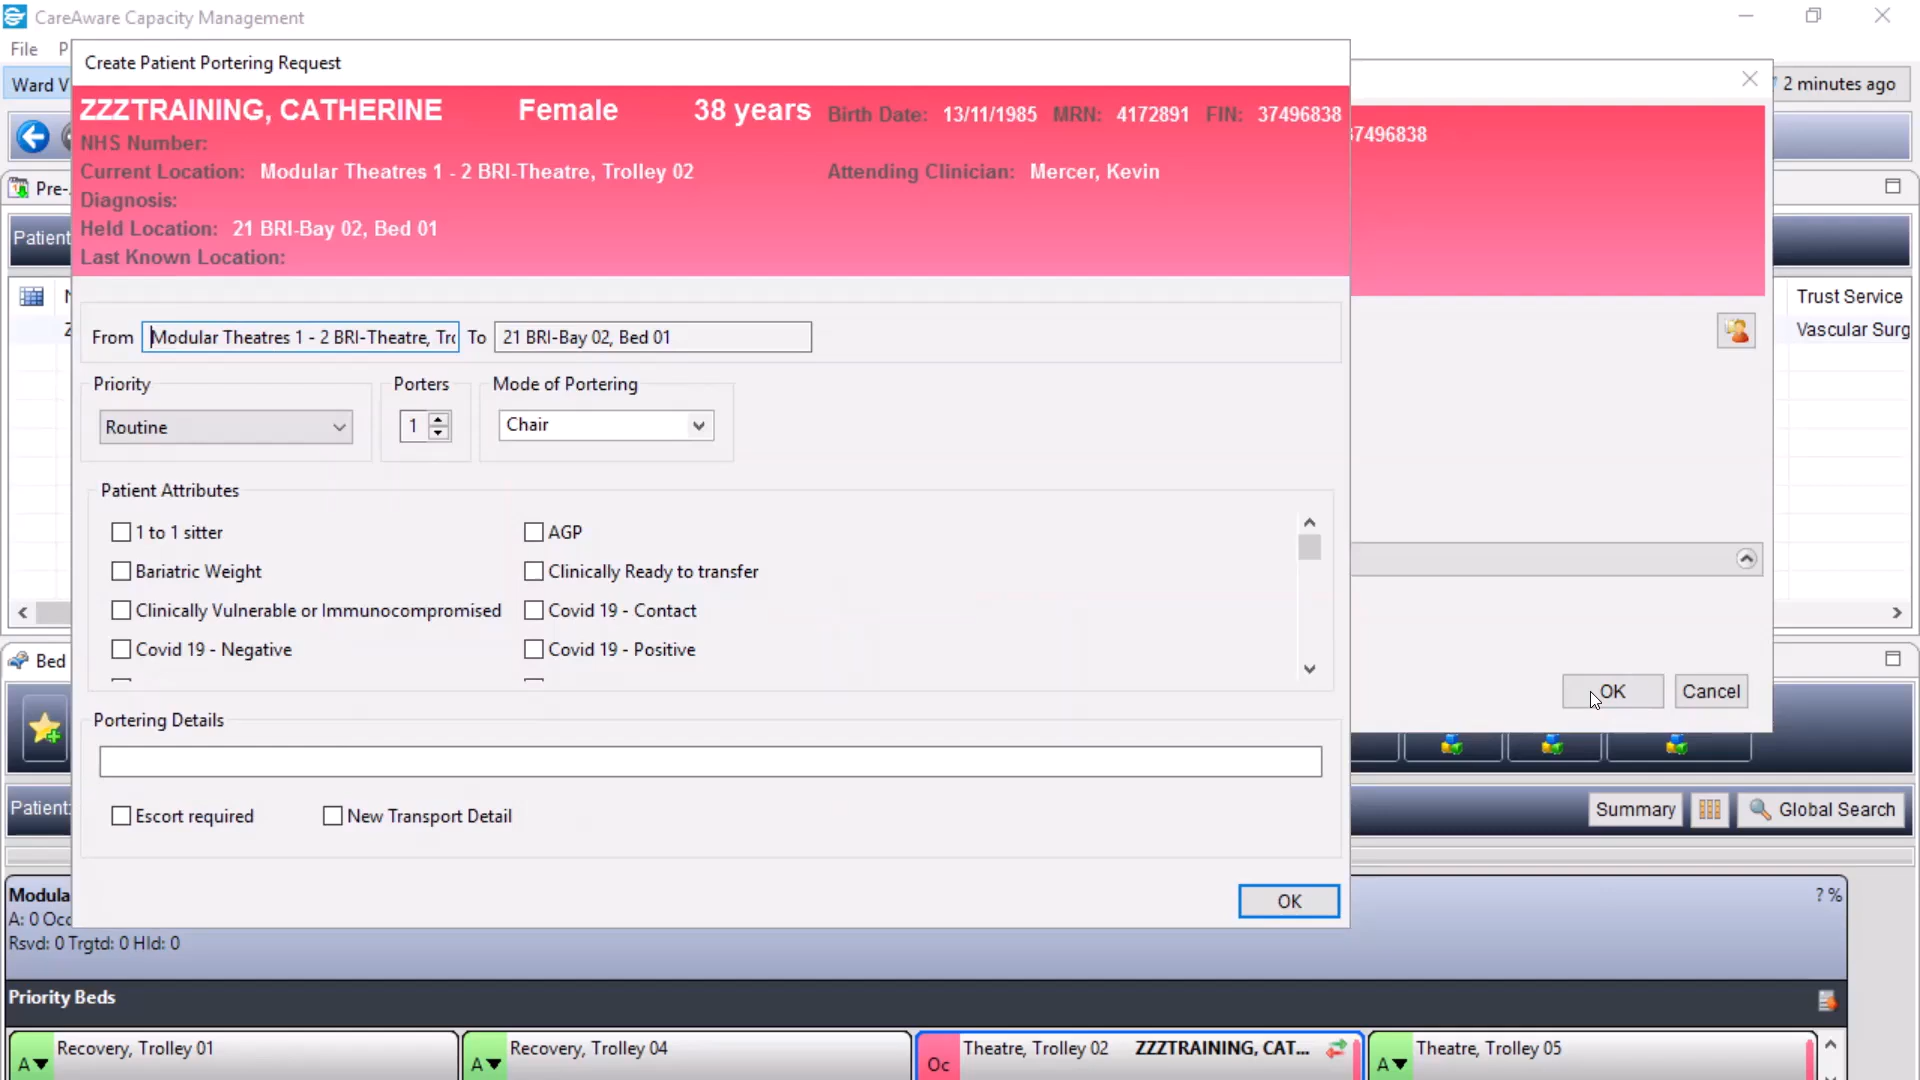 CareAware Capacity Management
File
Create Patient Portering Request
Ward V
2 minutes ago
ZZZTRAINING, CATHERINE Female 38 years Birth Date: 13/11/1985 MRN: 4172891 FIN: 37496838
37496838
NHS Number:
Current Location: Modular Theatres 1 - 2 BRI-Theatre, Trolley 02 Attending Clinician: Mercer, Kevin
Pre-
Diagnosis:
Held Location: 21 BRI-Bay 02, Bed 01
Patient
Last Known Location:
Trust Service
Vascular Surg
From Modular Theatres 1 - 2 BRI-Theatre, Tro To 21 BRI-Bay 02, Bed 01
Priority Porters Mode of Portering
Routine 1 Chair
Patient Attributes
1 to 1 sitter AGP
Bariatric Weight Clinically Ready to transfer
Clinically Vulnerable or Immunocompromised Covid 19 - Contact
Covid 19 - Negative Covid 19 - Positive
Bed
OK Cancel
Portering Details
Escort required New Transport Detail
Patient:
Summary Global Search
OK
Modula
? %
A: 0 Occ
Rsvd: 0 Trgtd: 0 Hld: 0
Priority Beds
A Recovery, Trolley 01
A Recovery, Trolley 04
Oc Theatre, Trolley 02 ZZZTRAINING, CAT...
A Theatre, Trolley 05